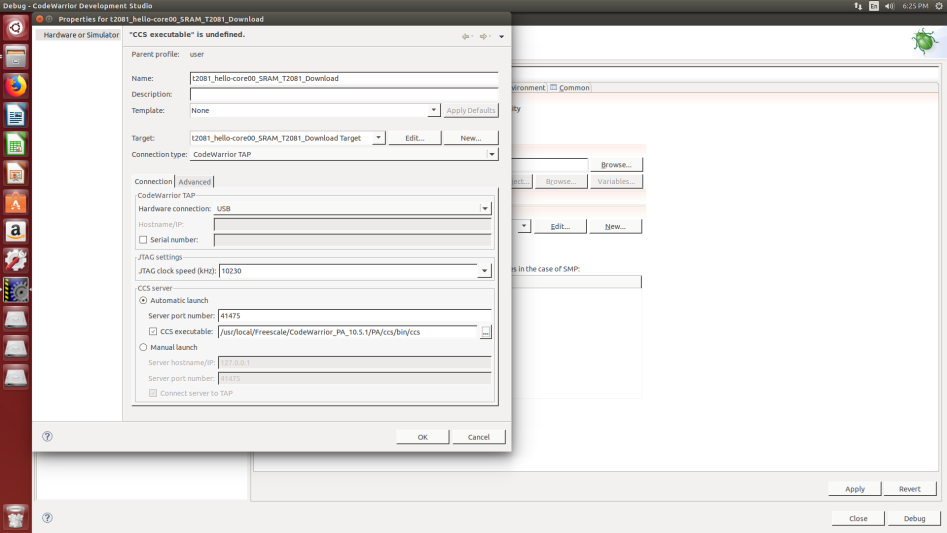 Debug - CodeWarrior Development Studio
En
6:25 PM
Properties for t2081_hello-core00_SRAM_T2081_Download
Hardware or Simulator
"CCS executable" is undefined.
Parent profile: user
Name: t2081_hello-core00_SRAM_T2081_Download
Description:
Template: None Apply Defaults
Target: t2081_hello-core00_SRAM_T2081_Download Target Edit... New...
Connection type: CodeWarrior TAP
Connection Advanced
CodeWarrior TAP
Hardware connection: USB
Hostname/IP:
Serial number:
JTAG settings
JTAG clock speed (kHz): 10230
CCS server
Automatic launch
Server port number: 41475
CCS executable: /usr/local/Freescale/CodeWarrior_PA_10.5.1/PA/ccs/bin/ccs ...
Manual launch
Server hostname/IP: 127.0.0.1
Server port number: 41475
Connect server to TAP
OK Cancel
vironment Common
ity
Browse...
ect... Browse... Variables...
Edit... New...
es in the case of SMP:
Apply Revert
Close Debug